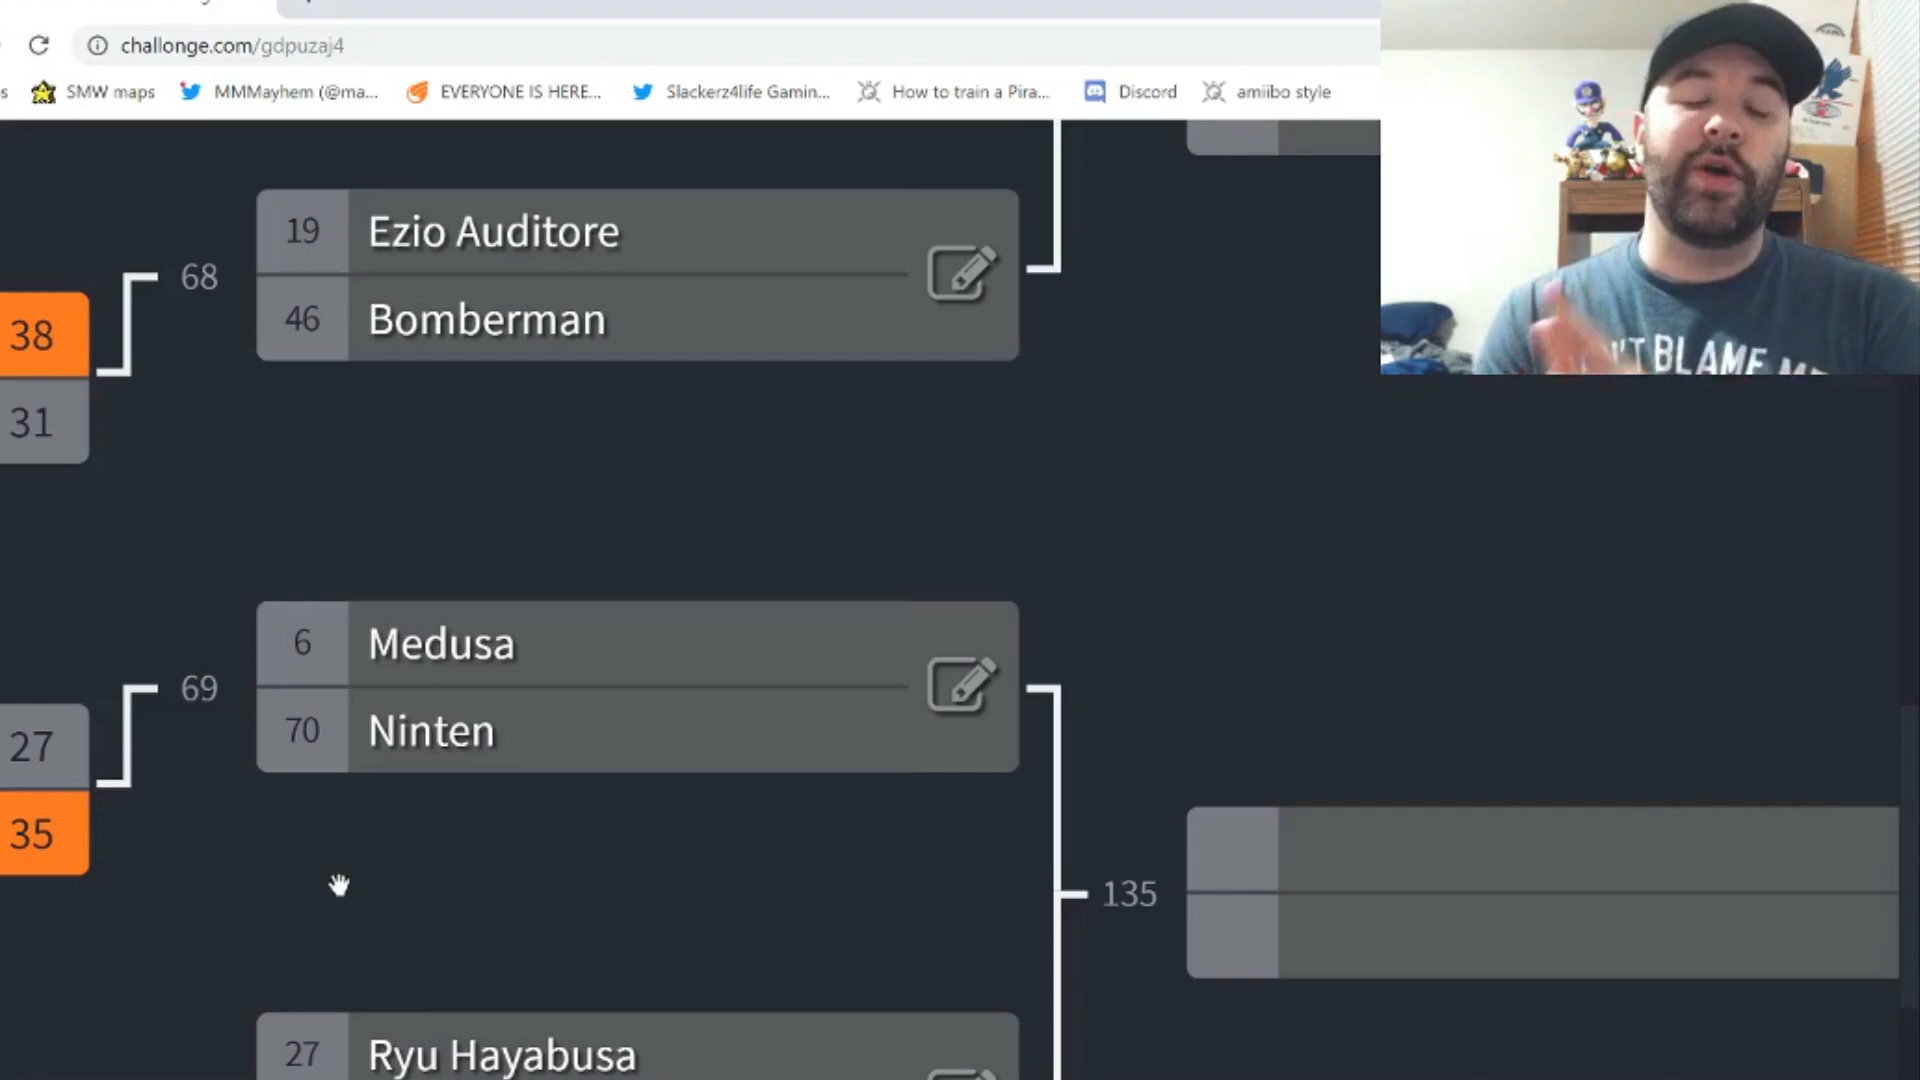 challonge.com/gdpuzaj4
s SMW maps MMMayhem (@ma... EVERYONE IS HERE... Slackerz4life Gamin... How to train a Pira... Discord amiibo style
19 Ezio Auditore
68
46 Bomberman
38
31
6 Medusa
69
70 Ninten
27
35
135
27 Ryu Hayabusa
'T BLAME ME